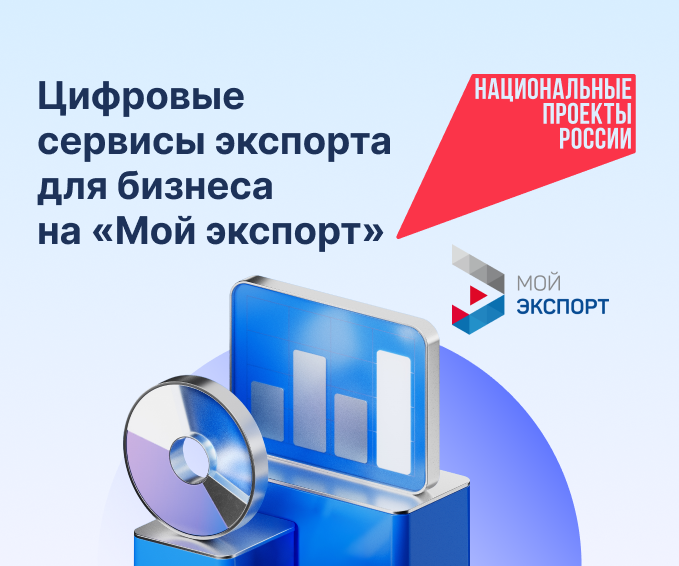 Цифровые
сервисы экспорта
для бизнеса
на «Мой экспорт»
НАЦИОНАЛЬНЫЕ
ПРОЕКТЫ
РОССИИ
МОЙ
ЭКСПОРТ